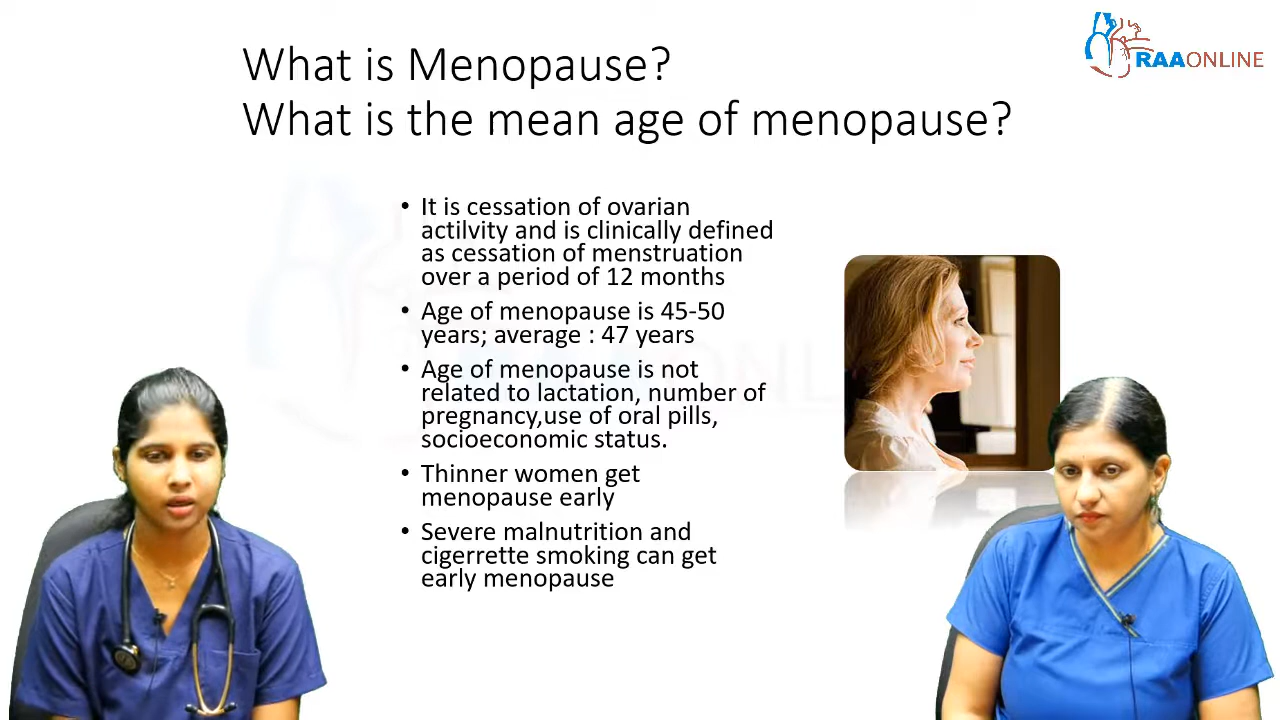 What is Menopause?
What is the mean age of menopause?
RAAONLINE
• It is cessation of ovarian
actilvity and is clinically defined
as cessation of menstruation
over a period of 12 months
• Age of menopause is 45-50
years; average : 47 years
• Age of menopause is not
related to lactation, number of
pregnancy,use of oral pills,
socioeconomic status.
• Thinner women get
menopause early
• Severe malnutrition and
cigerrette smoking can get
early menopause